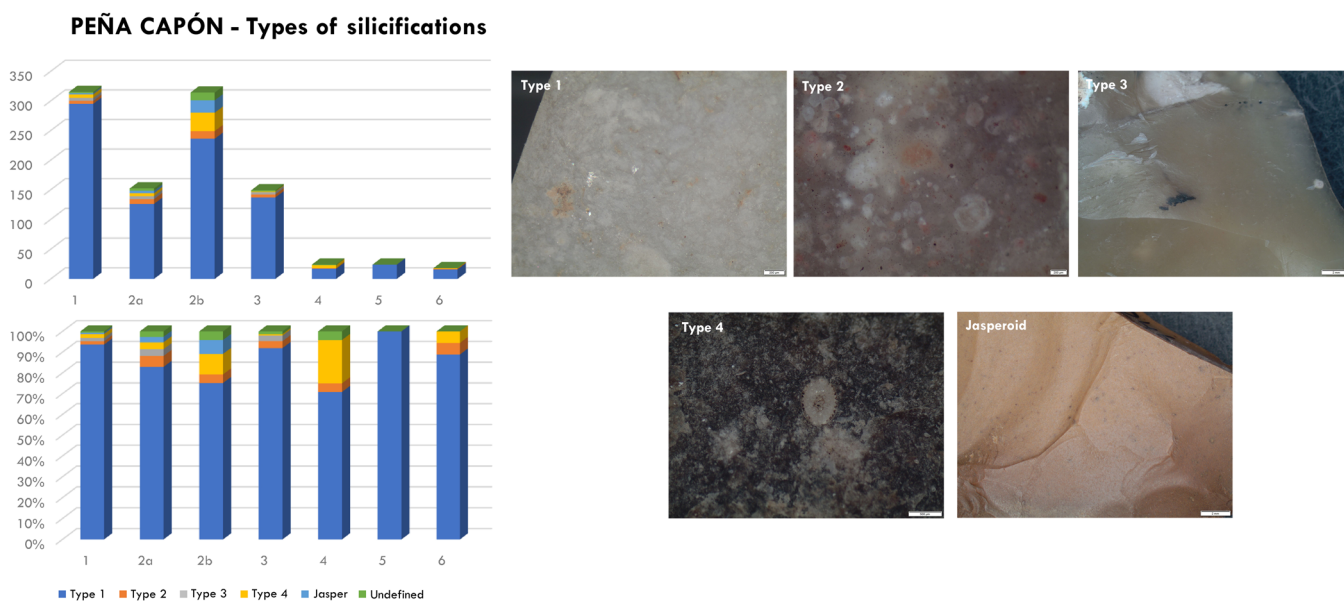 PEÑA CAPÓN - Types of silicifications
350
300
250
200
150
100
50
0
1 2a 2b 3 4 5 6
100%
90%
80%
70%
60%
50%
40%
30%
20%
10%
0%
1 2a 2b 3 4 5 6
Type 1 Type 2 Type 3 Type 4 Jasper Undefined
Type 1
Type 2
Type 3
Type 4
Jasperoid